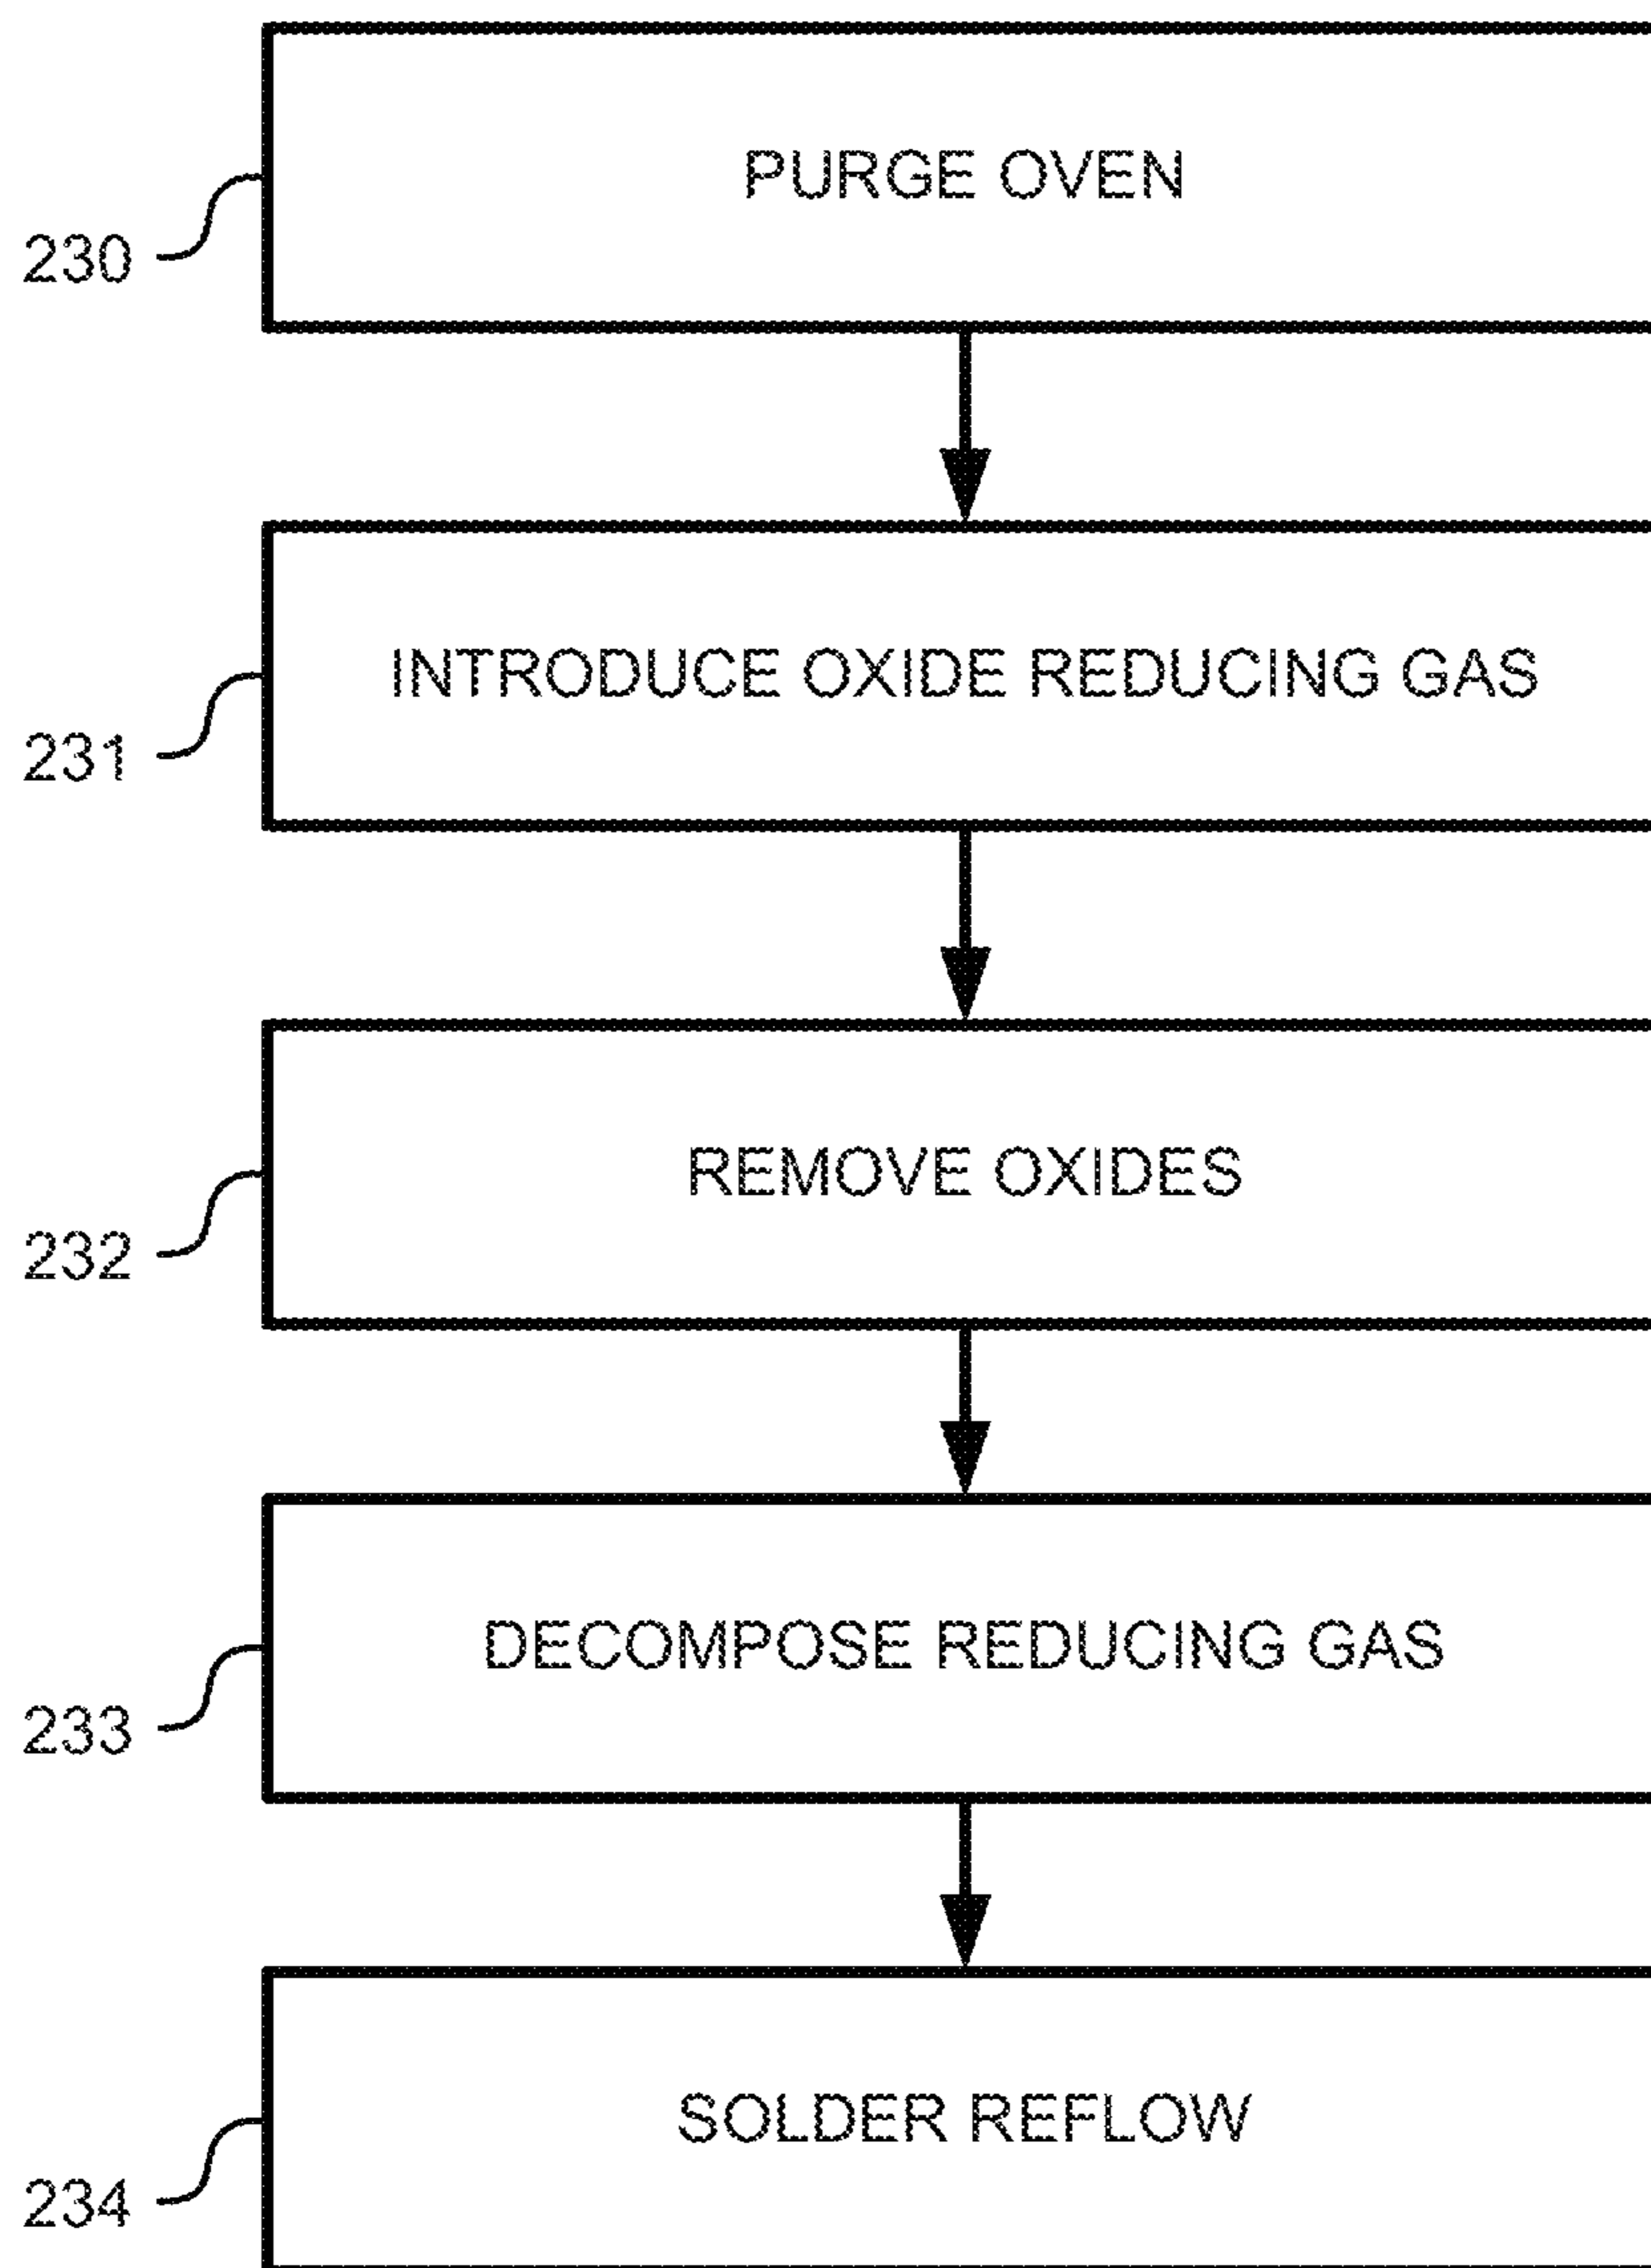 PURGE OVEN
230
INTRODUCE OXIDE REDUCING GAS
231
REMOVE OXIDES
232
DECOMPOSE REDUCING GAS
233
SOLDER REFLOW
234